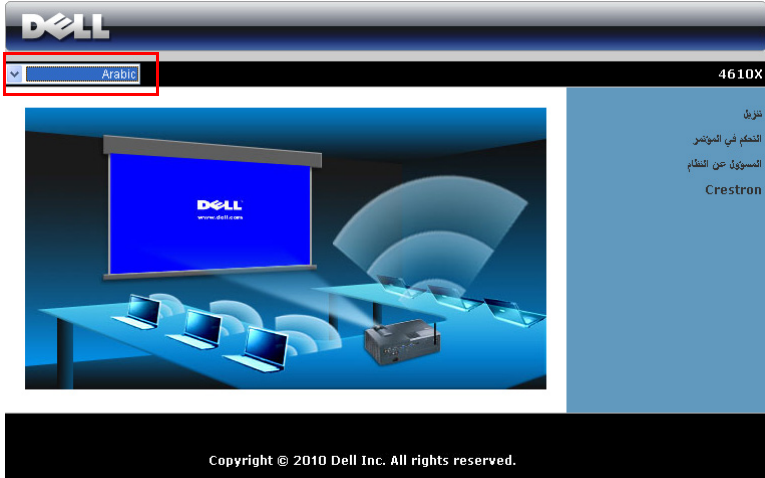 DELL
Arabic
4610X
تنزيل
التحكم في المؤتمر
المسؤول عن النظام
Crestron
DELL
www.dell.com
Copyright © 2010 Dell Inc. All rights reserved.